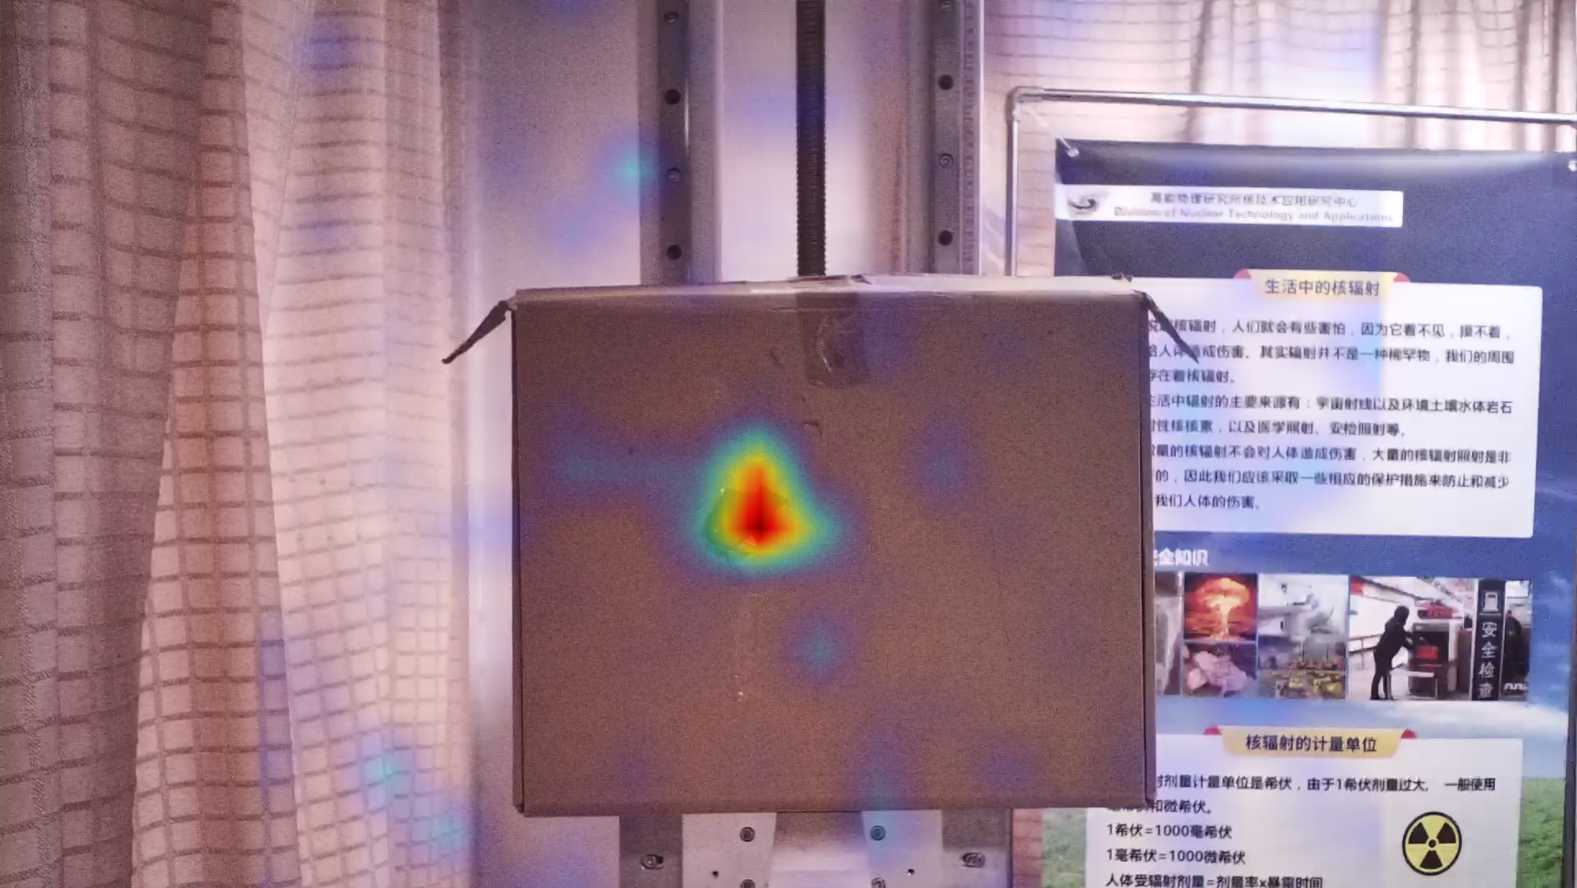 高能物理研究所核技术应用研究中心
Division of Nuclear Technology and Applications
生活中的核辐射
核辐射，人们就会有些害怕，因为它看不见，摸不着，
给人体造成伤害。其实辐射并不是一种稀罕物，我们的周围
存在着核辐射。
生活中辐射的主要来源有：宇宙射线以及环境土壤水体岩石
射性核素，以及医学照射、安检照射等。
量的核辐射不会对人体造成伤害，大量的核辐射照射是非
的，因此我们应该采取一些相应的保护措施来防止和减少
我们人体的伤害。
安全知识
安全检查
核辐射的计量单位
射剂量计量单位是希伏，由于1希伏剂量过大，一般使用
和微希伏。
1希伏=1000毫希伏
1毫希伏=1000微希伏
人体受辐射剂量=剂量率x暴露时间